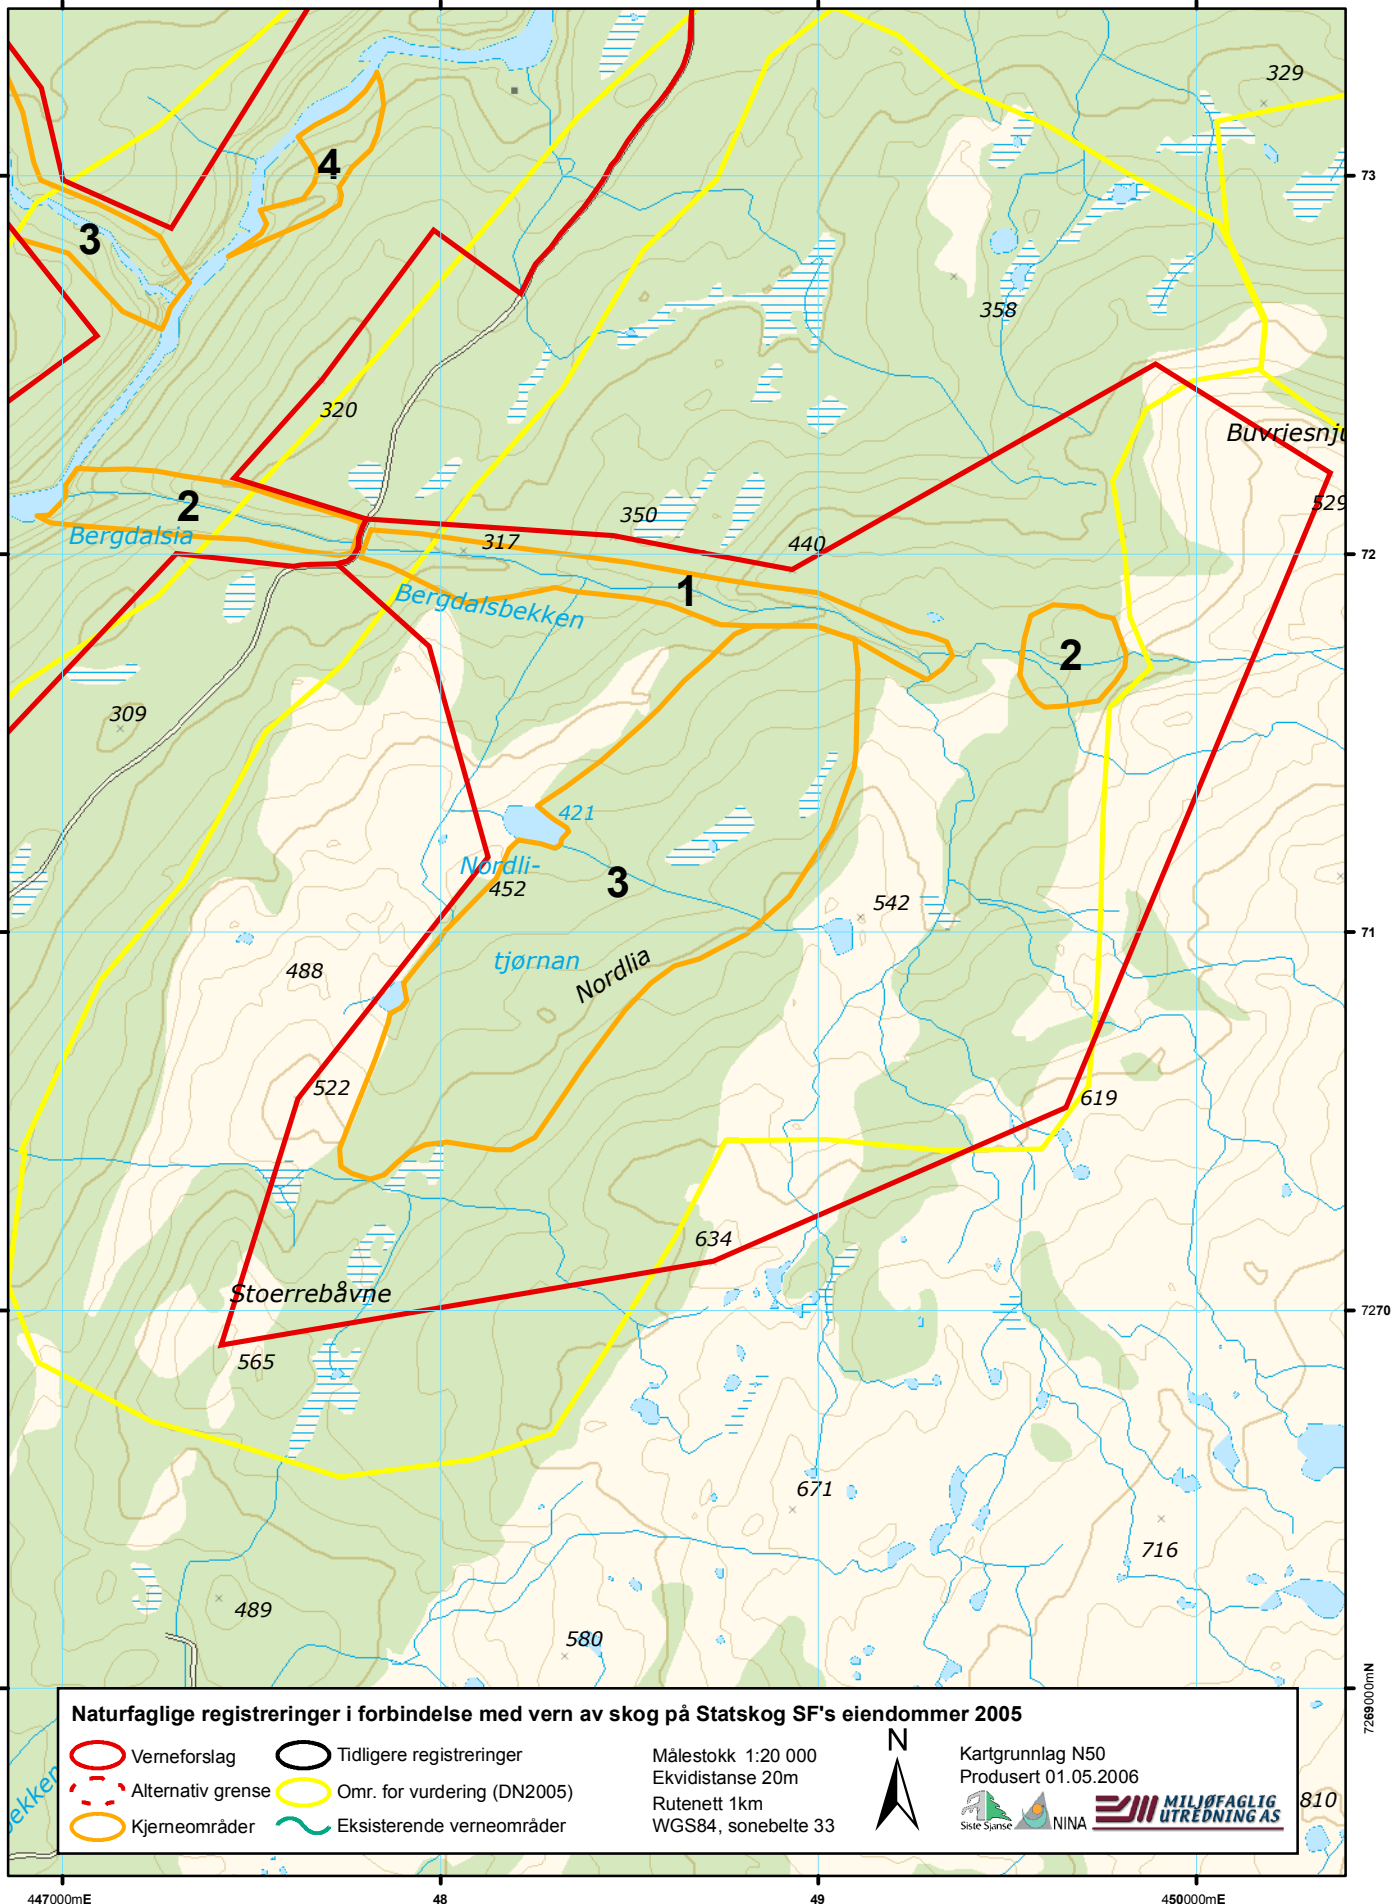 329
4
73
3
358
320
Buvriesnju
529
350
2
Bergdalsia
317
440
72
1
Bergdalsbekken
2
309
421
Nordli-
452
3
542
71
488
tjørnan
Nordlia
522
619
634
Stoerrebåvne
7270
565
671
716
489
580
7269000mN
Naturfaglige registreringer i forbindelse med vern av skog på Statskog SF's eiendommer 2005
Verneforslag
Alternativ grense
Kjerneområder
Tidligere registreringer
Omr. for vurdering (DN2005)
Eksisterende verneområder
Målestokk 1:20 000
Ekvidistanse 20m
Rutenett 1km
WGS84, sonebelte 33
N
Kartgrunnlag N50
Produsert 01.05.2006
Siste Sjanse
NINA
MILJØFAGLIG
UTREDNING AS
810
ekken
447000mE
48
49
450000mE